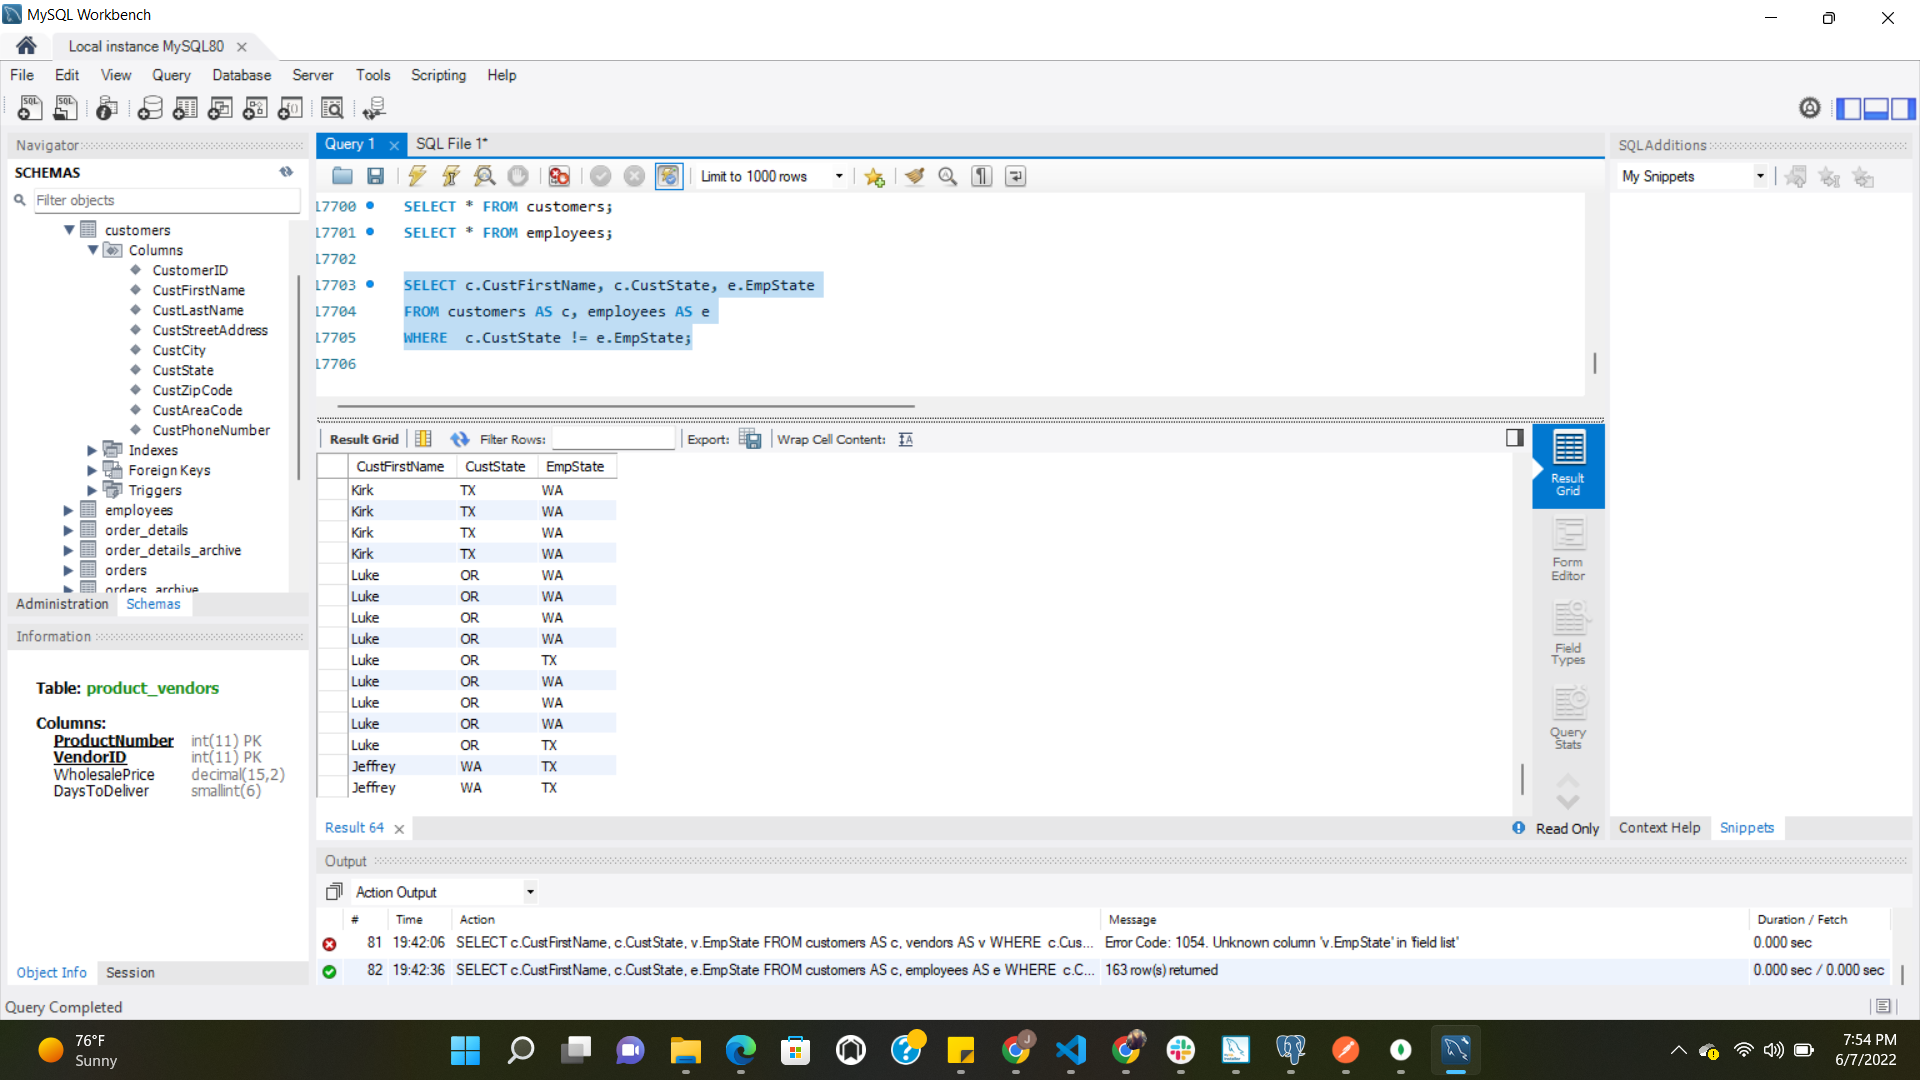 MySQL Workbench
Local instance MySQL80
File Edit View Query Database Server Tools Scripting Help
Navigator
SCHEMAS
Filter objects
customers
Columns
CustomerID
CustFirstName
CustLastName
CustStreetAddress
CustCity
CustState
CustZipCode
CustAreaCode
CustPhoneNumber
Indexes
Foreign Keys
Triggers
employees
order_details
order_details_archive
orders
orders_archive
Administration Schemas
Information
Table: product_vendors
Columns:
ProductNumber int(11) PK
VendorID int(11) PK
WholesalePrice decimal(15,2)
DaysToDeliver smallint(6)
Object Info Session
Query 1 SQL File 1*
Limit to 1000 rows
17700 SELECT * FROM customers;
17701 SELECT * FROM employees;
17702
17703 SELECT c.CustFirstName, c.CustState, e.EmpState
17704 FROM customers AS c, employees AS e
17705 WHERE  c.CustState != e.EmpState;
17706
Result Grid Filter Rows: Export: Wrap Cell Content:
CustFirstName CustState EmpState
Kirk TX WA
Kirk TX WA
Kirk TX WA
Kirk TX WA
Luke OR WA
Luke OR WA
Luke OR WA
Luke OR WA
Luke OR TX
Luke OR WA
Luke OR WA
Luke OR WA
Luke OR TX
Jeffrey WA TX
Jeffrey WA TX
Result
Grid
Form
Editor
Field
Types
Query
Stats
Result 64
Read Only
SQLAdditions
My Snippets
Context Help Snippets
Output
Action Output
# Time Action Message Duration / Fetch
81 19:42:06 SELECT c.CustFirstName, c.CustState, v.EmpState FROM customers AS c, vendors AS v WHERE  c.Cus... Error Code: 1054. Unknown column 'v.EmpState' in 'field list' 0.000 sec
82 19:42:36 SELECT c.CustFirstName, c.CustState, e.EmpState FROM customers AS c, employees AS e WHERE  c.C... 163 row(s) returned 0.000 sec / 0.000 sec
Query Completed
76°F
Sunny
7:54 PM
6/7/2022